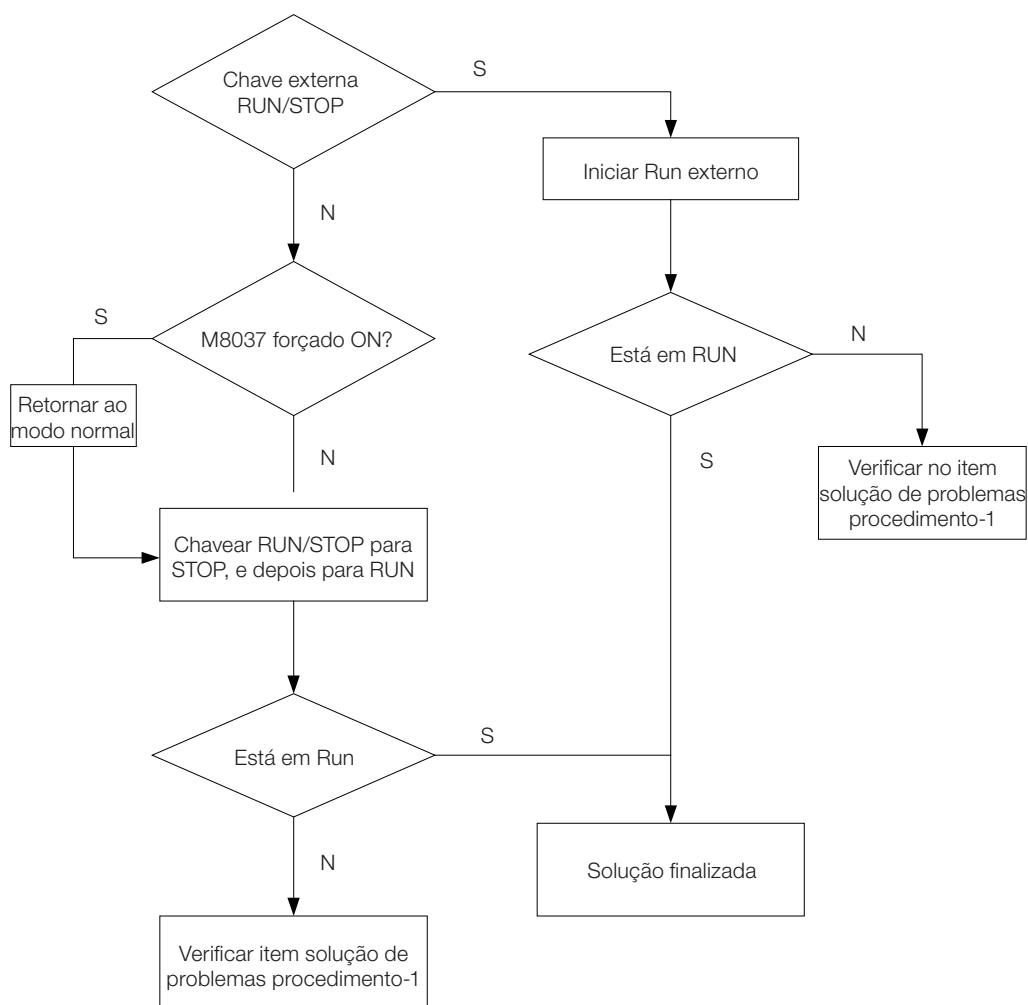 Chave externa
RUN/STOP
S
Iniciar Run externo
N
S
M8037 forçado ON?
Está em RUN
N
Retornar ao
modo normal
N
S
Verificar no item
solução de problemas
procedimento-1
Chavear RUN/STOP para
STOP, e depois para RUN
Está em Run
S
N
Solução finalizada
Verificar item solução de
problemas procedimento-1